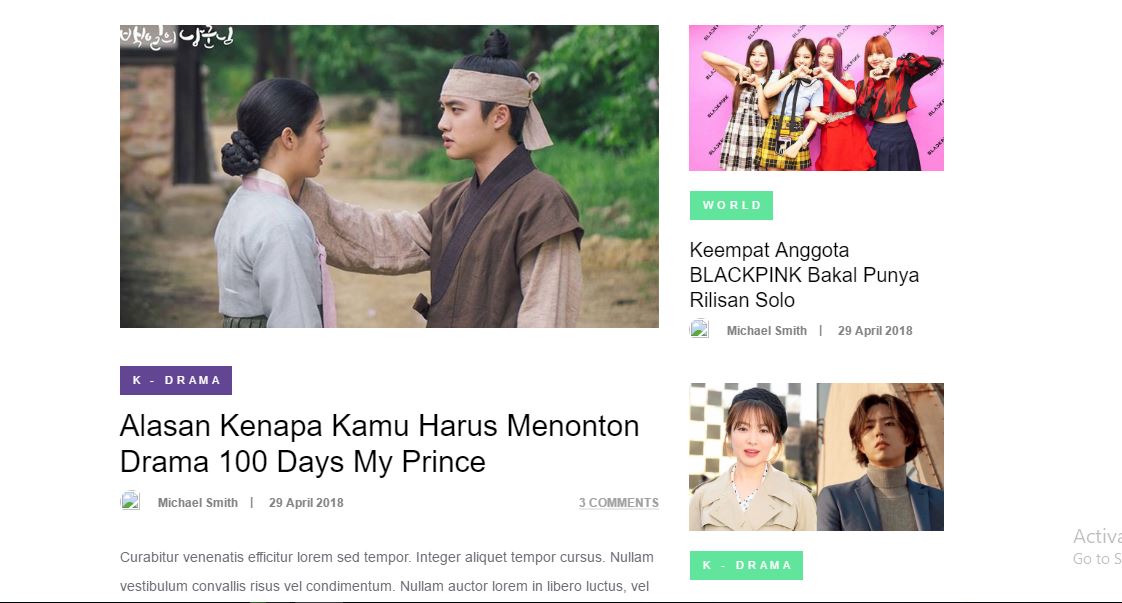 백일의 낭군님
K - DRAMA
Alasan Kenapa Kamu Harus Menonton
Drama 100 Days My Prince
Michael Smith | 29 April 2018
3 COMMENTS
Curabitur venenatis efficitur lorem sed tempor. Integer aliquet tempor cursus. Nullam
vestibulum convallis risus vel condimentum. Nullam auctor lorem in libero luctus, vel
BLACKPINK
WORLD
Keempat Anggota
BLACKPINK Bakal Punya
Rilisan Solo
Michael Smith | 29 April 2018
K - DRAMA
Activa
Go to S